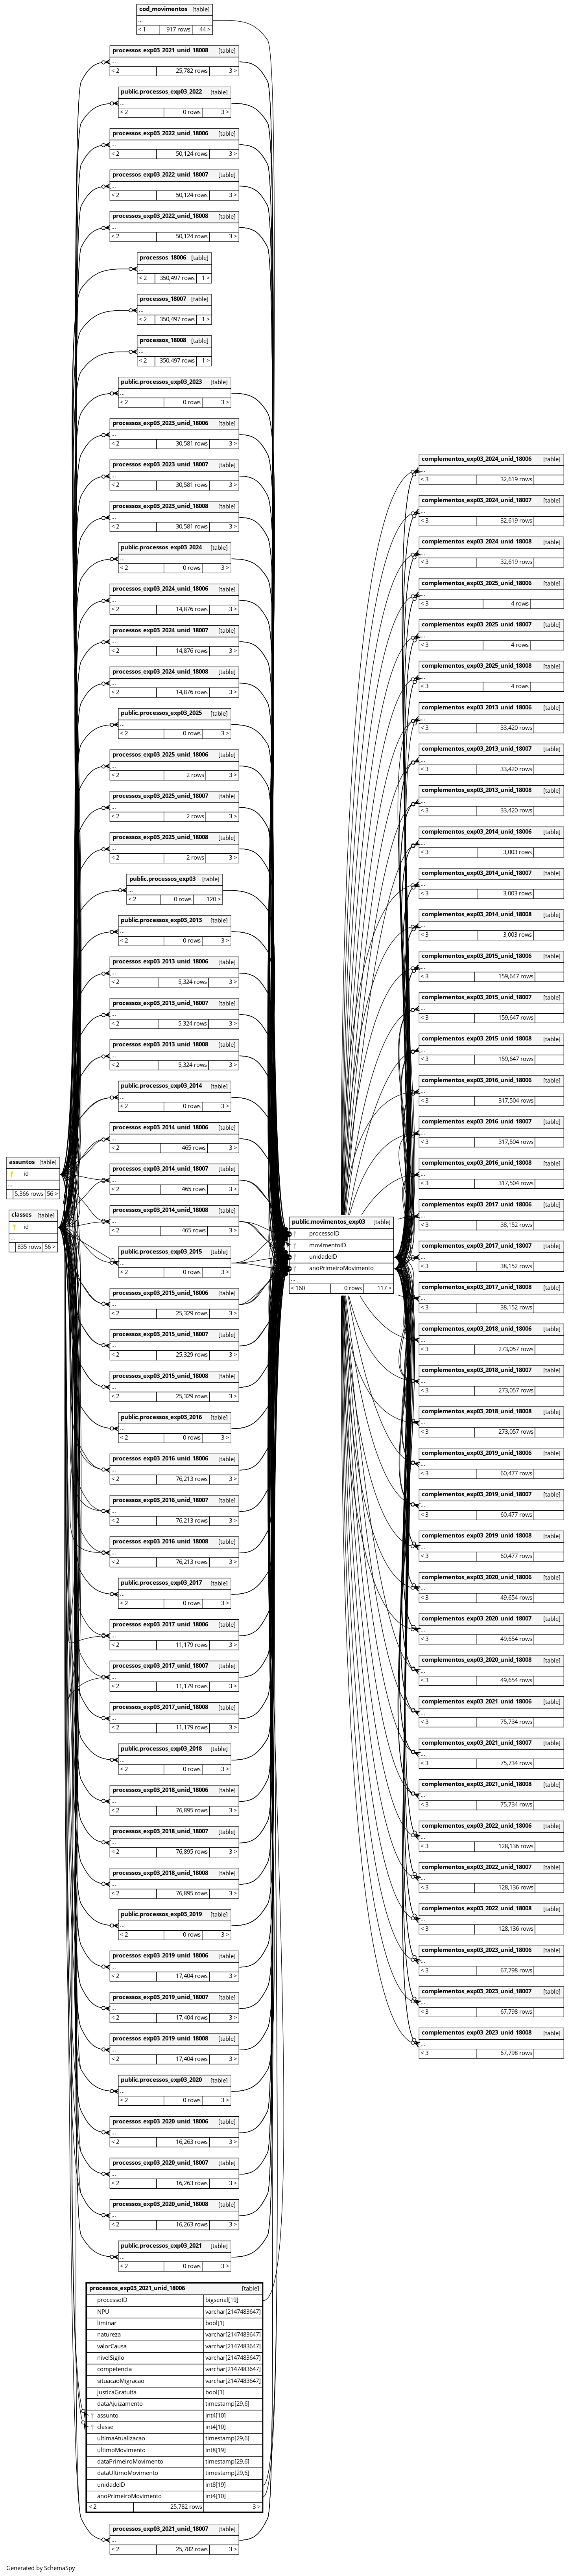 cod_movimentos [table]
...
< 1 917 rows 44 >
processos_exp03_2021_unid_18008 [table]
...
< 2 25,782 rows 3 >
public.processos_exp03_2022 [table]
...
< 2 0 rows 3 >
processos_exp03_2022_unid_18006 [table]
...
< 2 50,124 rows 3 >
processos_exp03_2022_unid_18007 [table]
...
< 2 50,124 rows 3 >
processos_exp03_2022_unid_18008 [table]
...
< 2 50,124 rows 3 >
processos_18006 [table]
...
< 2 350,497 rows 1 >
processos_18007 [table]
...
< 2 350,497 rows 1 >
processos_18008 [table]
...
< 2 350,497 rows 1 >
public.processos_exp03_2023 [table]
...
< 2 0 rows 3 >
processos_exp03_2023_unid_18006 [table]
...
< 2 30,581 rows 3 >
processos_exp03_2023_unid_18007 [table]
...
< 2 30,581 rows 3 >
processos_exp03_2023_unid_18008 [table]
...
< 2 30,581 rows 3 >
public.processos_exp03_2024 [table]
...
< 2 0 rows 3 >
processos_exp03_2024_unid_18006 [table]
...
< 2 14,876 rows 3 >
processos_exp03_2024_unid_18007 [table]
...
< 2 14,876 rows 3 >
processos_exp03_2024_unid_18008 [table]
...
< 2 14,876 rows 3 >
public.processos_exp03_2025 [table]
...
< 2 0 rows 3 >
processos_exp03_2025_unid_18006 [table]
...
< 2 2 rows 3 >
processos_exp03_2025_unid_18007 [table]
...
< 2 2 rows 3 >
processos_exp03_2025_unid_18008 [table]
...
< 2 2 rows 3 >
public.processos_exp03 [table]
...
< 2 0 rows 120 >
public.processos_exp03_2013 [table]
...
< 2 0 rows 3 >
processos_exp03_2013_unid_18006 [table]
...
< 2 5,324 rows 3 >
processos_exp03_2013_unid_18007 [table]
...
< 2 5,324 rows 3 >
processos_exp03_2013_unid_18008 [table]
...
< 2 5,324 rows 3 >
public.processos_exp03_2014 [table]
...
< 2 0 rows 3 >
processos_exp03_2014_unid_18006 [table]
...
< 2 465 rows 3 >
processos_exp03_2014_unid_18007 [table]
...
< 2 465 rows 3 >
processos_exp03_2014_unid_18008 [table]
...
< 2 465 rows 3 >
public.processos_exp03_2015 [table]
...
< 2 0 rows 3 >
processos_exp03_2015_unid_18006 [table]
...
< 2 25,329 rows 3 >
processos_exp03_2015_unid_18007 [table]
...
< 2 25,329 rows 3 >
processos_exp03_2015_unid_18008 [table]
...
< 2 25,329 rows 3 >
public.processos_exp03_2016 [table]
...
< 2 0 rows 3 >
processos_exp03_2016_unid_18006 [table]
...
< 2 76,213 rows 3 >
processos_exp03_2016_unid_18007 [table]
...
< 2 76,213 rows 3 >
processos_exp03_2016_unid_18008 [table]
...
< 2 76,213 rows 3 >
public.processos_exp03_2017 [table]
...
< 2 0 rows 3 >
processos_exp03_2017_unid_18006 [table]
...
< 2 11,179 rows 3 >
processos_exp03_2017_unid_18007 [table]
...
< 2 11,179 rows 3 >
processos_exp03_2017_unid_18008 [table]
...
< 2 11,179 rows 3 >
public.processos_exp03_2018 [table]
...
< 2 0 rows 3 >
processos_exp03_2018_unid_18006 [table]
...
< 2 76,895 rows 3 >
processos_exp03_2018_unid_18007 [table]
...
< 2 76,895 rows 3 >
processos_exp03_2018_unid_18008 [table]
...
< 2 76,895 rows 3 >
public.processos_exp03_2019 [table]
...
< 2 0 rows 3 >
processos_exp03_2019_unid_18006 [table]
...
< 2 17,404 rows 3 >
processos_exp03_2019_unid_18007 [table]
...
< 2 17,404 rows 3 >
processos_exp03_2019_unid_18008 [table]
...
< 2 17,404 rows 3 >
public.processos_exp03_2020 [table]
...
< 2 0 rows 3 >
processos_exp03_2020_unid_18006 [table]
...
< 2 16,263 rows 3 >
processos_exp03_2020_unid_18007 [table]
...
< 2 16,263 rows 3 >
processos_exp03_2020_unid_18008 [table]
...
< 2 16,263 rows 3 >
public.processos_exp03_2021 [table]
...
< 2 0 rows 3 >
processos_exp03_2021_unid_18006 [table]
processoID bigserial[19]
NPU varchar[2147483647]
liminar bool[1]
natureza varchar[2147483647]
valorCausa varchar[2147483647]
nivelSigilo varchar[2147483647]
competencia varchar[2147483647]
situacaoMigracao varchar[2147483647]
justicaGratuita bool[1]
dataAjuizamento timestamp[29,6]
assunto int4[10]
classe int4[10]
ultimaAtualizacao timestamp[29,6]
ultimoMovimento int8[19]
dataPrimeiroMovimento timestamp[29,6]
dataUltimoMovimento timestamp[29,6]
unidadeID int8[19]
anoPrimeiroMovimento int4[10]
< 2 25,782 rows 3 >
processos_exp03_2021_unid_18007 [table]
...
< 2 25,782 rows 3 >
assuntos [table]
id
...
5,366 rows 56 >
classes [table]
id
...
835 rows 56 >
public.movimentos_exp03 [table]
processoID
movimentoID
unidadeID
anoPrimeiroMovimento
...
< 160 0 rows 117 >
complementos_exp03_2024_unid_18006 [table]
...
< 3 32,619 rows
complementos_exp03_2024_unid_18007 [table]
...
< 3 32,619 rows
complementos_exp03_2024_unid_18008 [table]
...
< 3 32,619 rows
complementos_exp03_2025_unid_18006 [table]
...
< 3 4 rows
complementos_exp03_2025_unid_18007 [table]
...
< 3 4 rows
complementos_exp03_2025_unid_18008 [table]
...
< 3 4 rows
complementos_exp03_2013_unid_18006 [table]
...
< 3 33,420 rows
complementos_exp03_2013_unid_18007 [table]
...
< 3 33,420 rows
complementos_exp03_2013_unid_18008 [table]
...
< 3 33,420 rows
complementos_exp03_2014_unid_18006 [table]
...
< 3 3,003 rows
complementos_exp03_2014_unid_18007 [table]
...
< 3 3,003 rows
complementos_exp03_2014_unid_18008 [table]
...
< 3 3,003 rows
complementos_exp03_2015_unid_18006 [table]
...
< 3 159,647 rows
complementos_exp03_2015_unid_18007 [table]
...
< 3 159,647 rows
complementos_exp03_2015_unid_18008 [table]
...
< 3 159,647 rows
complementos_exp03_2016_unid_18006 [table]
...
< 3 317,504 rows
complementos_exp03_2016_unid_18007 [table]
...
< 3 317,504 rows
complementos_exp03_2016_unid_18008 [table]
...
< 3 317,504 rows
complementos_exp03_2017_unid_18006 [table]
...
< 3 38,152 rows
complementos_exp03_2017_unid_18007 [table]
...
< 3 38,152 rows
complementos_exp03_2017_unid_18008 [table]
...
< 3 38,152 rows
complementos_exp03_2018_unid_18006 [table]
...
< 3 273,057 rows
complementos_exp03_2018_unid_18007 [table]
...
< 3 273,057 rows
complementos_exp03_2018_unid_18008 [table]
...
< 3 273,057 rows
complementos_exp03_2019_unid_18006 [table]
...
< 3 60,477 rows
complementos_exp03_2019_unid_18007 [table]
...
< 3 60,477 rows
complementos_exp03_2019_unid_18008 [table]
...
< 3 60,477 rows
complementos_exp03_2020_unid_18006 [table]
...
< 3 49,654 rows
complementos_exp03_2020_unid_18007 [table]
...
< 3 49,654 rows
complementos_exp03_2020_unid_18008 [table]
...
< 3 49,654 rows
complementos_exp03_2021_unid_18006 [table]
...
< 3 75,734 rows
complementos_exp03_2021_unid_18007 [table]
...
< 3 75,734 rows
complementos_exp03_2021_unid_18008 [table]
...
< 3 75,734 rows
complementos_exp03_2022_unid_18006 [table]
...
< 3 128,136 rows
complementos_exp03_2022_unid_18007 [table]
...
< 3 128,136 rows
complementos_exp03_2022_unid_18008 [table]
...
< 3 128,136 rows
complementos_exp03_2023_unid_18006 [table]
...
< 3 67,798 rows
complementos_exp03_2023_unid_18007 [table]
...
< 3 67,798 rows
complementos_exp03_2023_unid_18008 [table]
...
< 3 67,798 rows
Generated by SchemaSpy